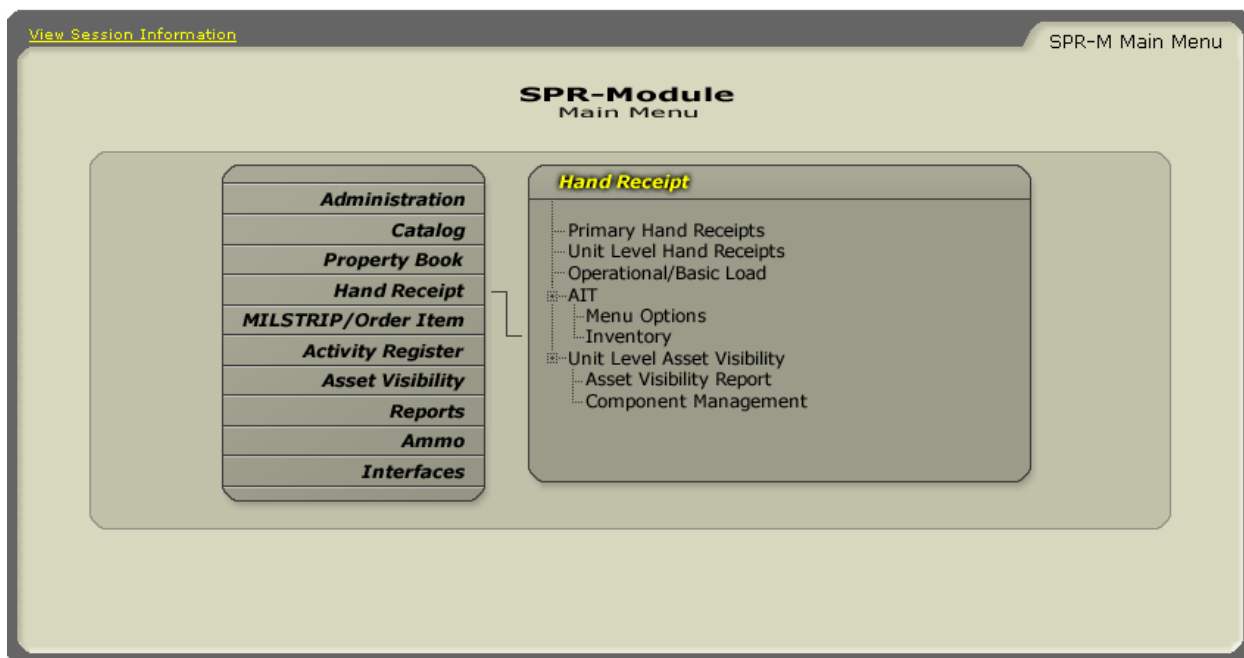 View Session Information
SPR-M Main Menu
SPR-Module
Main Menu
Administration
Catalog
Property Book
Hand Receipt
MILSTRIP/Order Item
Activity Register
Asset Visibility
Reports
Ammo
Interfaces
Hand Receipt
Primary Hand Receipts
Unit Level Hand Receipts
Operational/Basic Load
AIT
Menu Options
Inventory
Unit Level Asset Visibility
Asset Visibility Report
Component Management